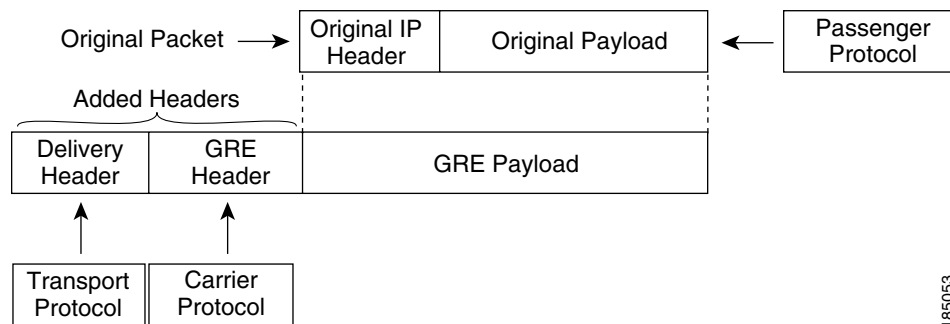 Original Packet
Original IP
Header
Original Payload
Passenger
Protocol
Added Headers
Delivery
Header
GRE
Header
GRE Payload
Transport
Protocol
Carrier
Protocol